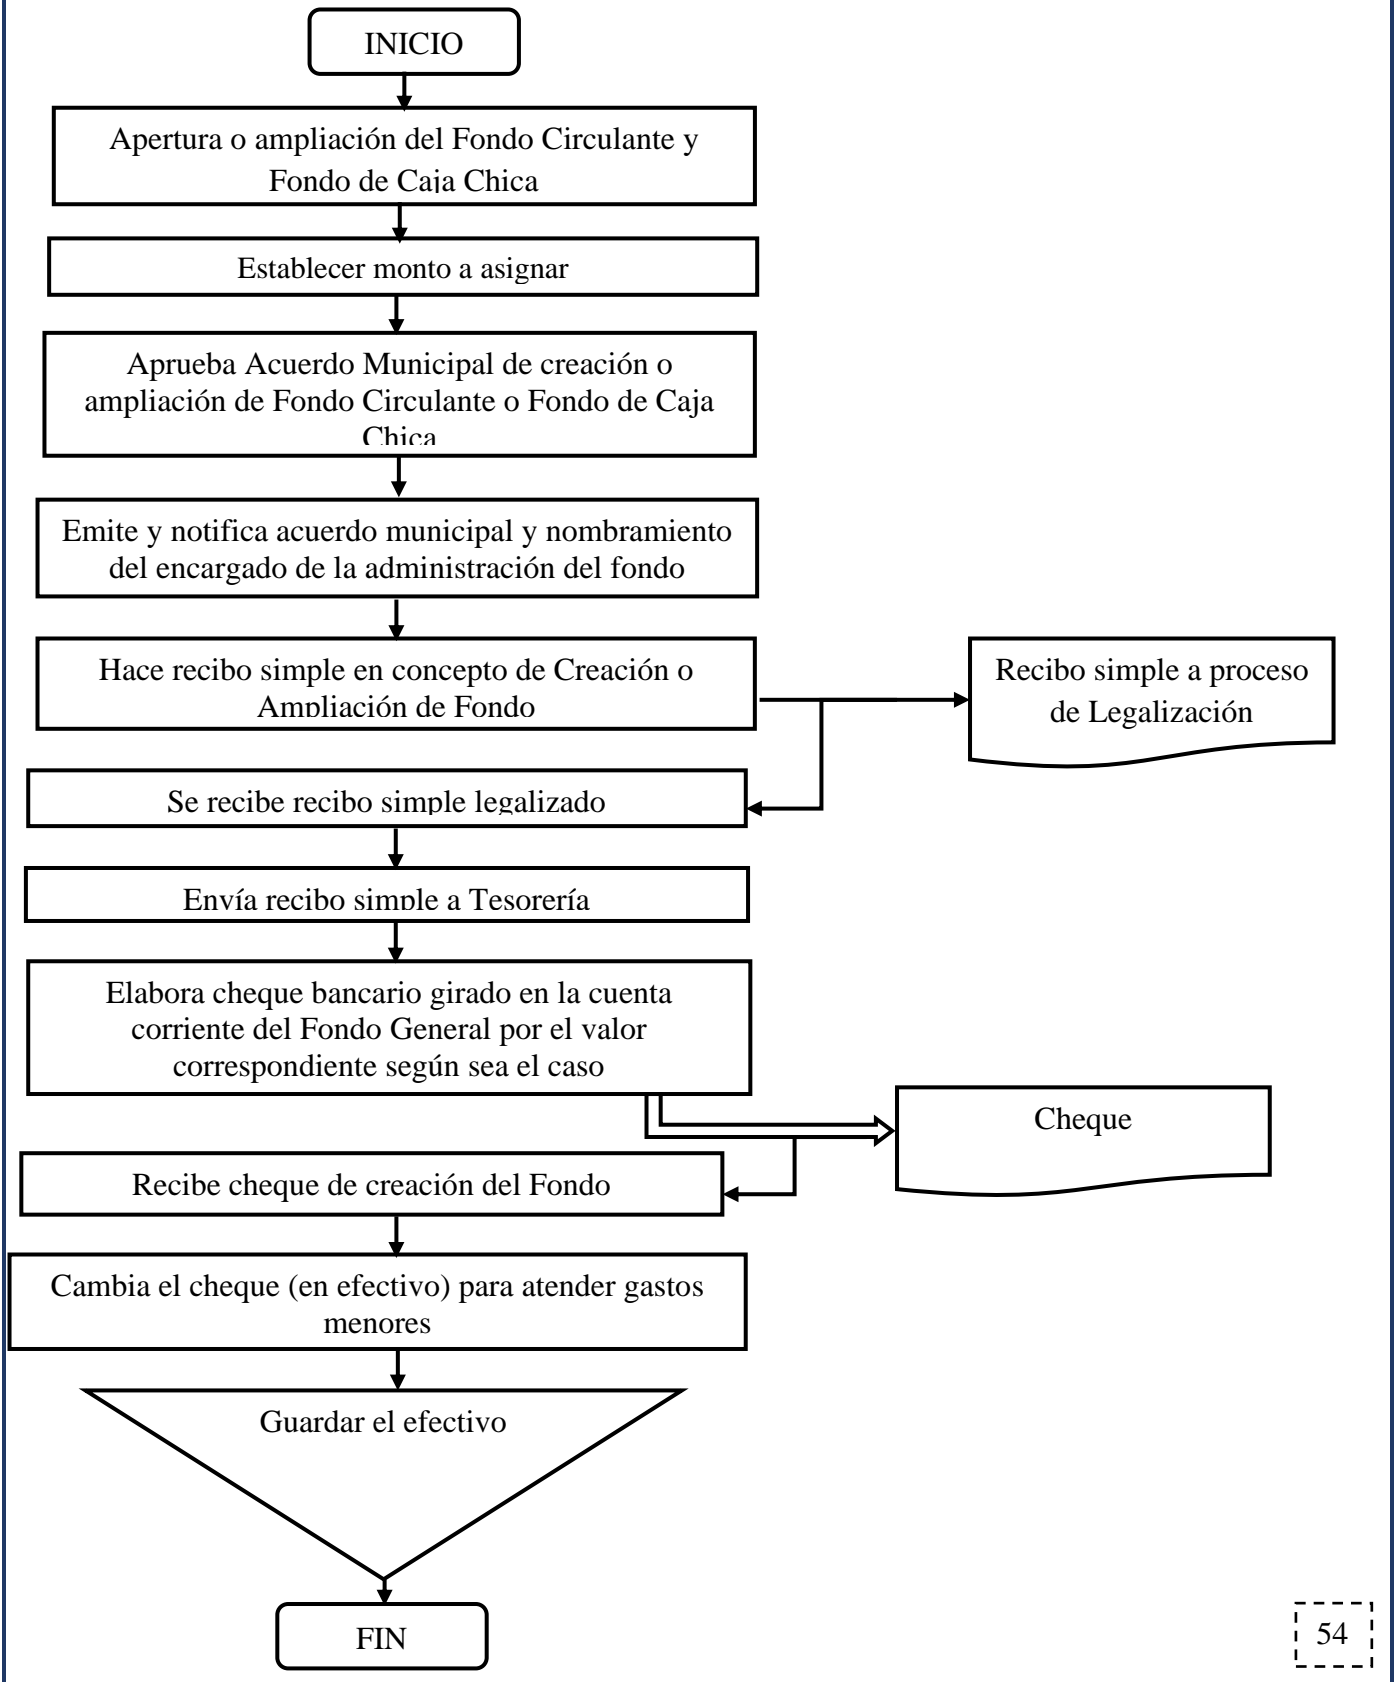 INICIO
Apertura o ampliación del Fondo Circulante y
Fondo de Caja Chica
Establecer monto a asignar
Aprueba Acuerdo Municipal de creación o
ampliación de Fondo Circulante o Fondo de Caja
Chica
Emite y notifica acuerdo municipal y nombramiento
del encargado de la administración del fondo
Hace recibo simple en concepto de Creación o
Ampliación de Fondo
Recibo simple a proceso
de Legalización
Se recibe recibo simple legalizado
Envía recibo simple a Tesorería
Elabora cheque bancario girado en la cuenta
corriente del Fondo General por el valor
correspondiente según sea el caso
Cheque
Recibe cheque de creación del Fondo
Cambia el cheque (en efectivo) para atender gastos
menores
Guardar el efectivo
FIN
54